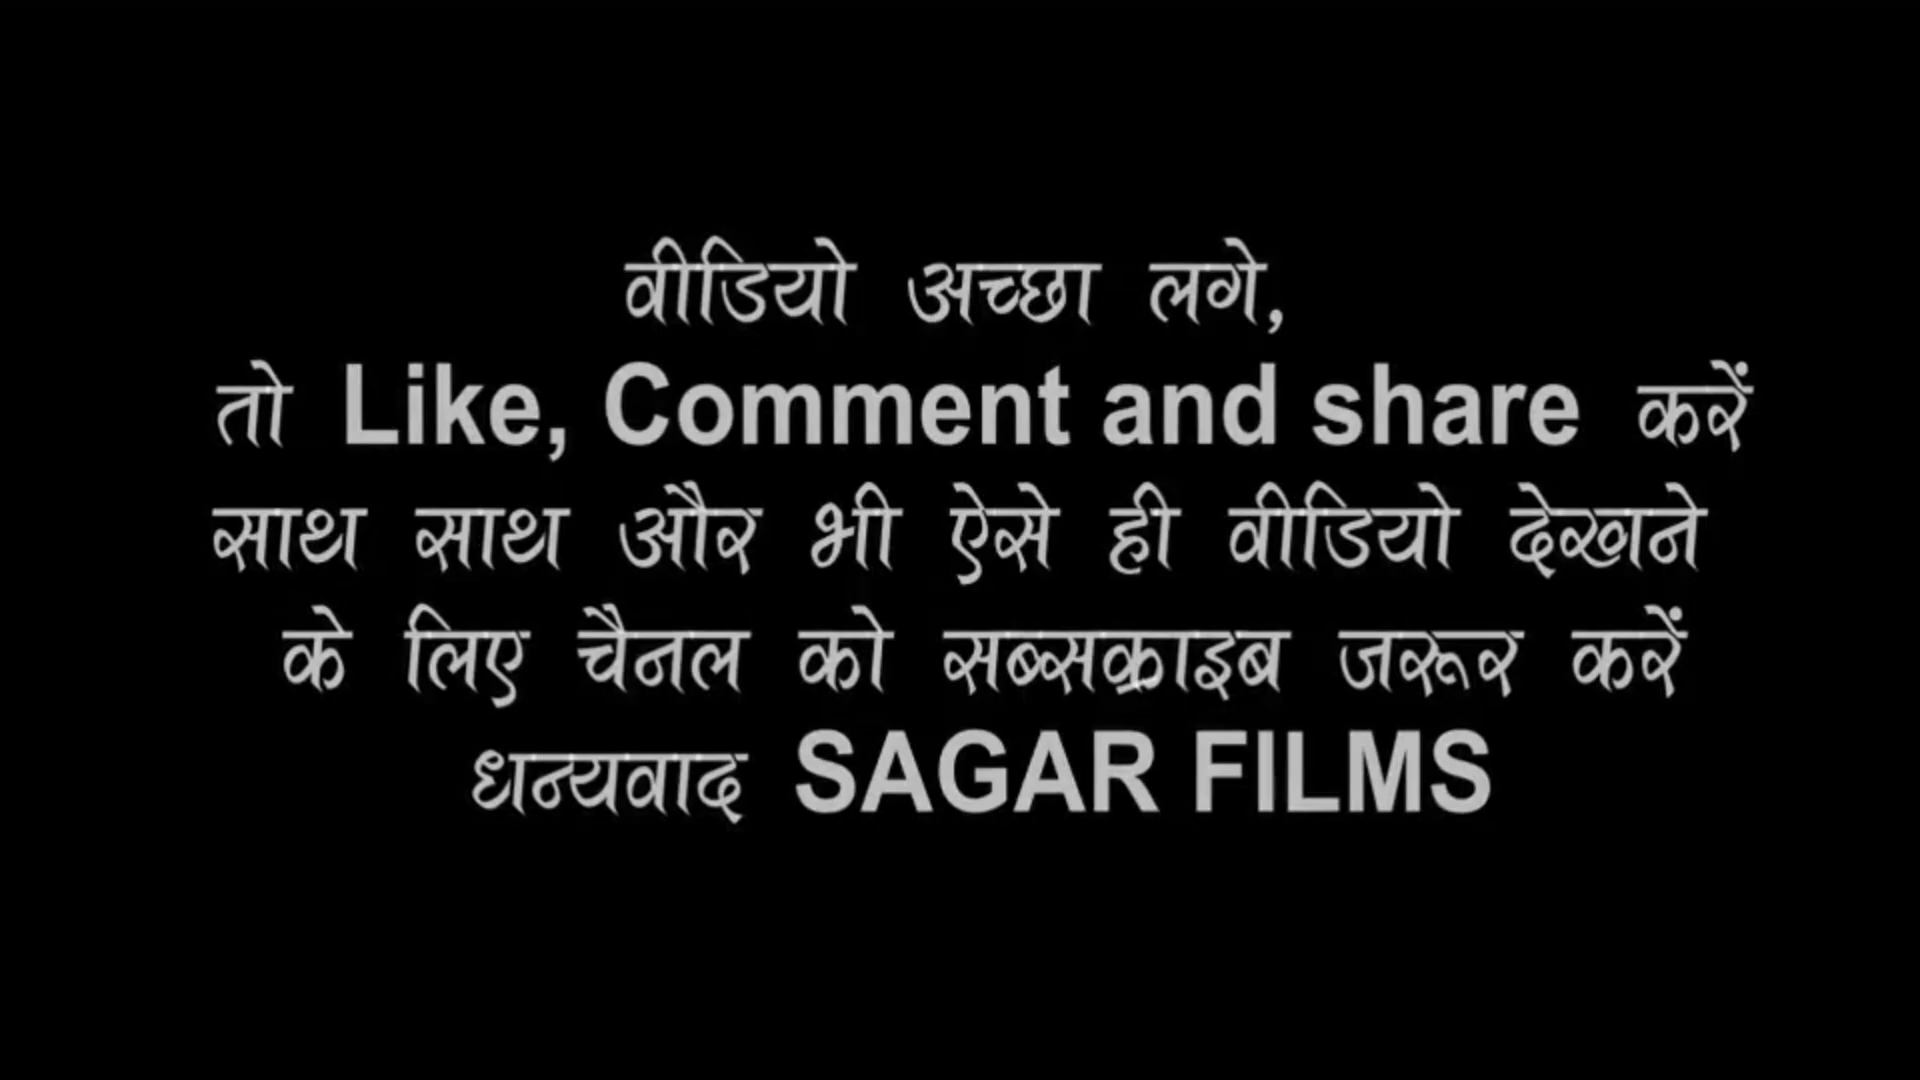 वीडियो अच्छा लगे,
तो Like, Comment and share करें
साथ साथ और भी ऐसे ही वीडियो देखने
के लिए चैनल को सब्सक्राइब जरूर करें
धन्यवाद SAGAR FILMS